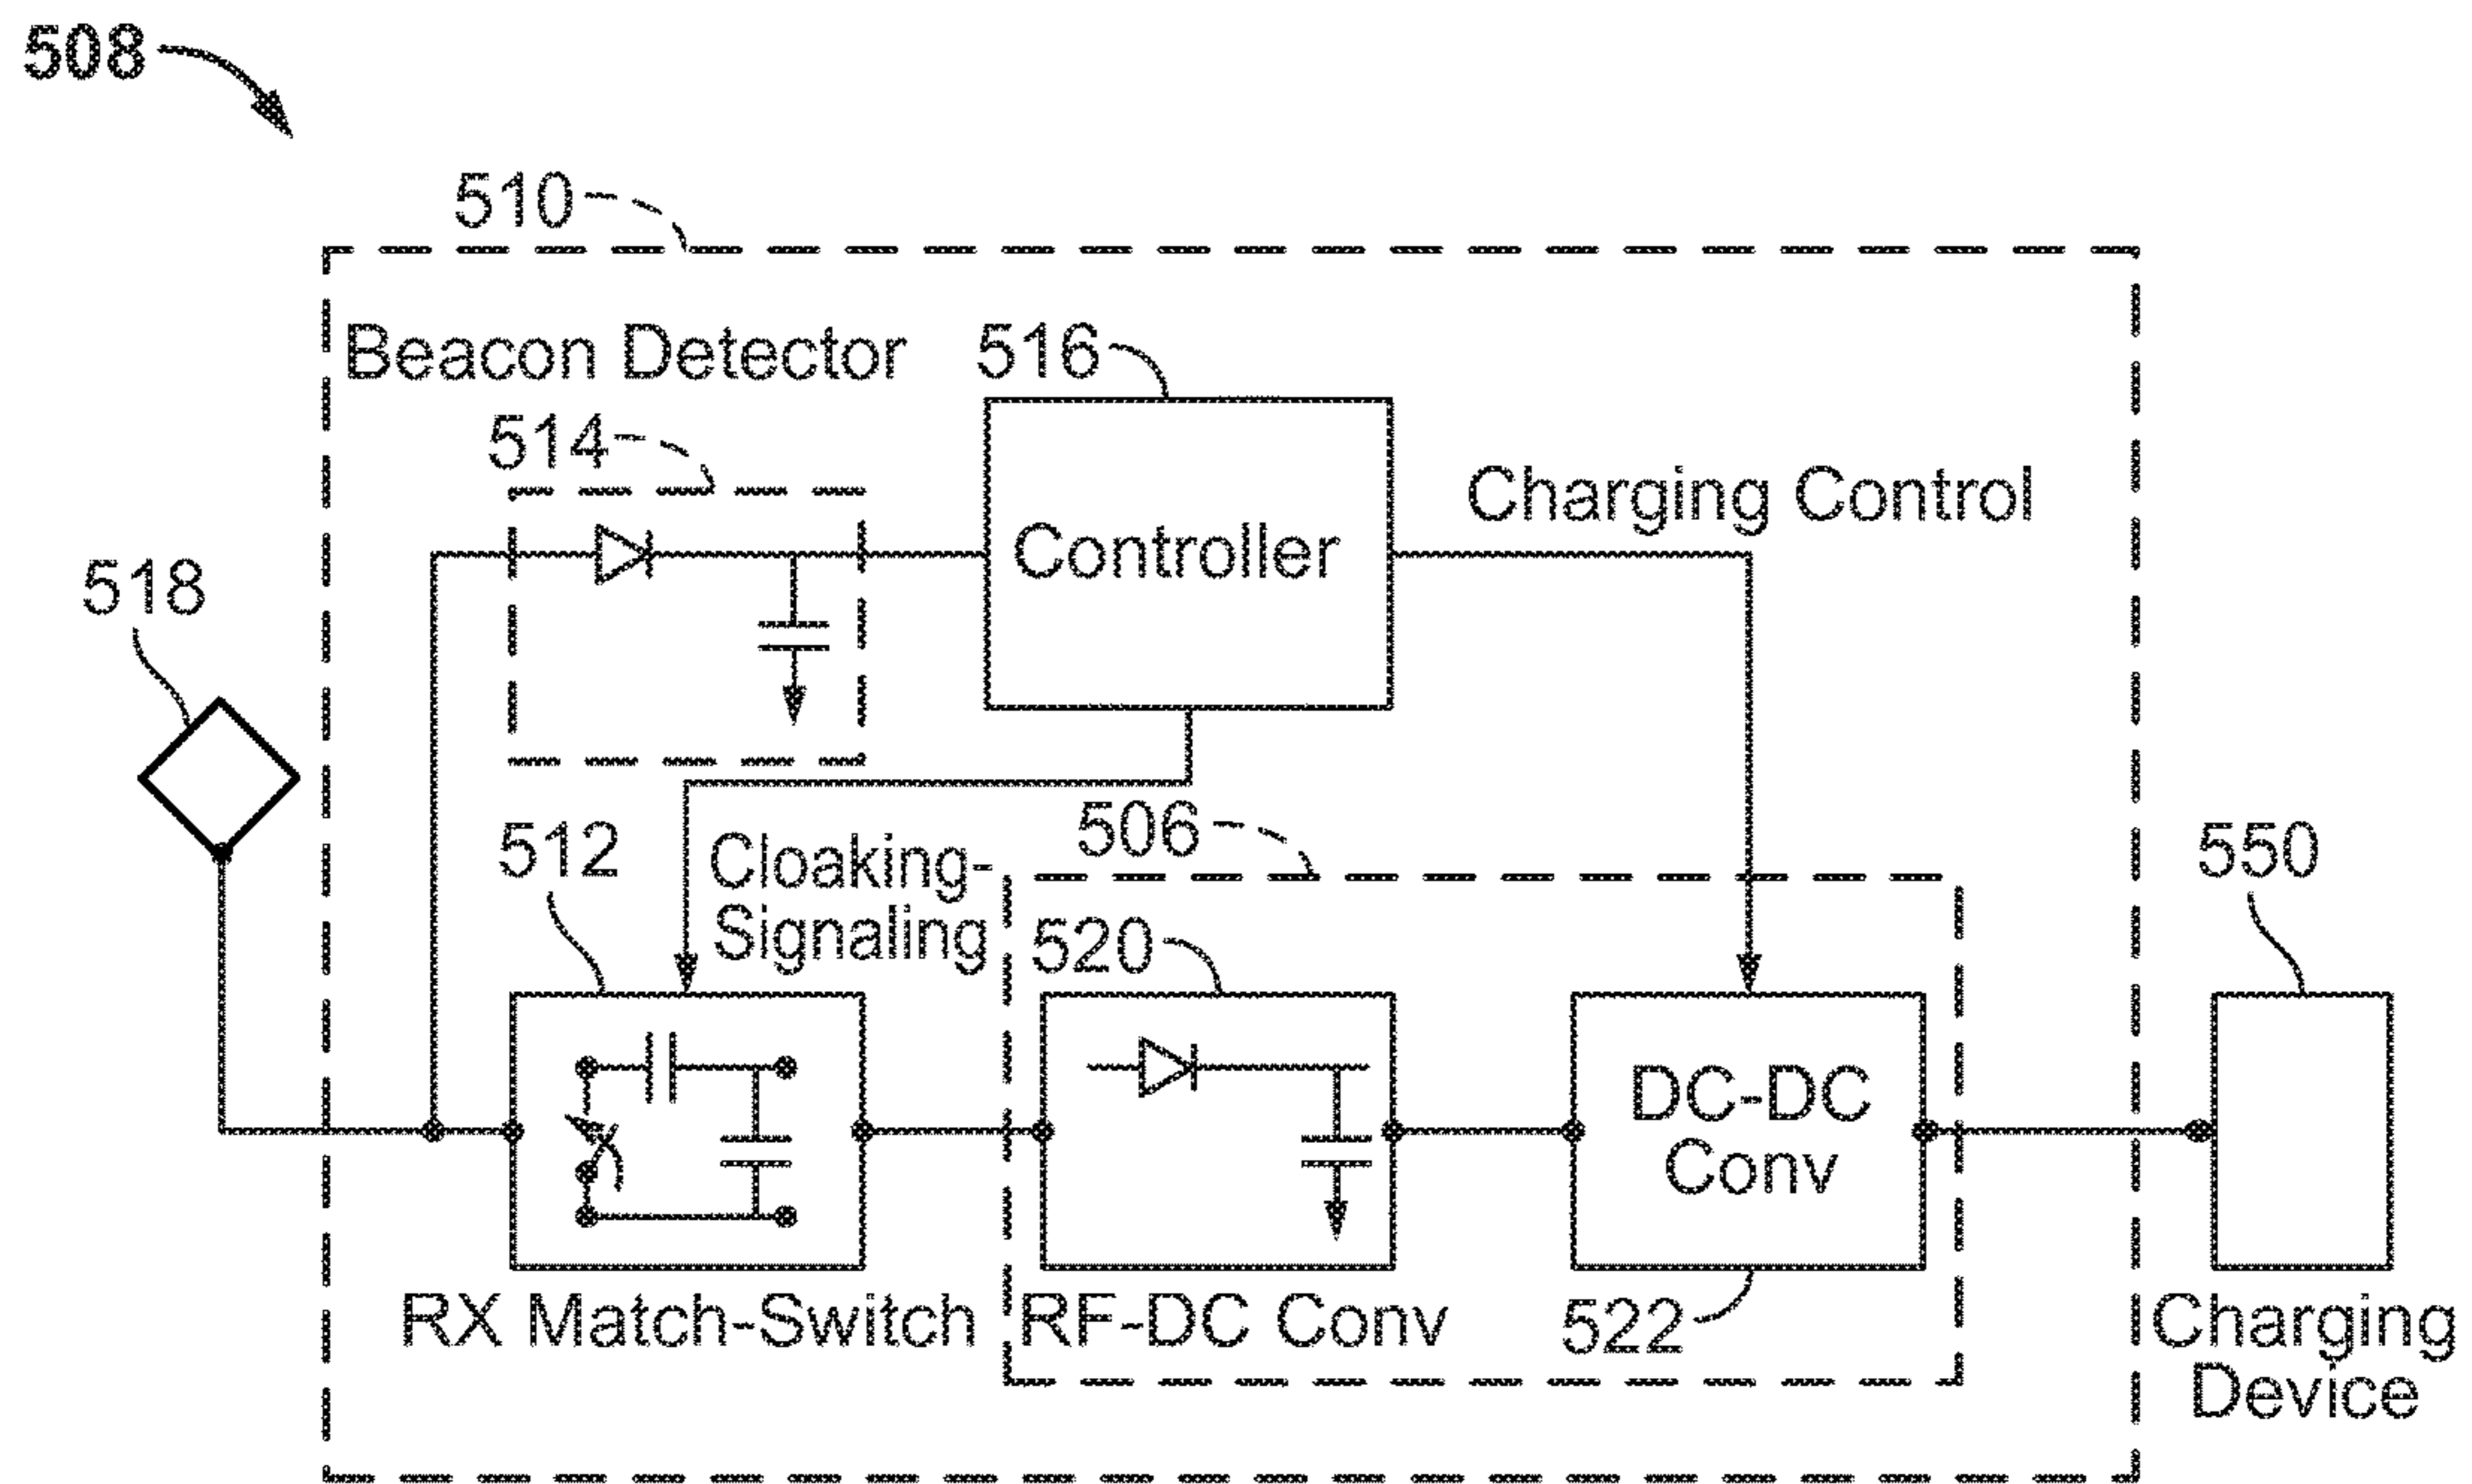 508
510
Beacon Detector
516
514
Charging Control
Controller
518
512
Cloaking-
Signaling
506
520
550
DC-DC
Conv
RX Match-Switch
RF-DC Conv
522
Charging
Device